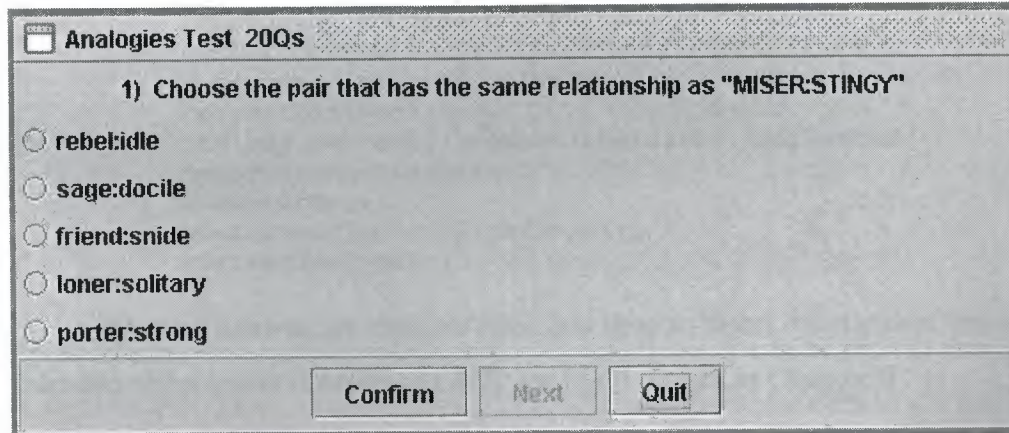 Analogies Test 20Qs
1) Choose the pair that has the same relationship as "MISER:STINGY"
rebel:idle
sage:docile
friend:snide
loner:solitary
porter:strong
Confirm Next Quit